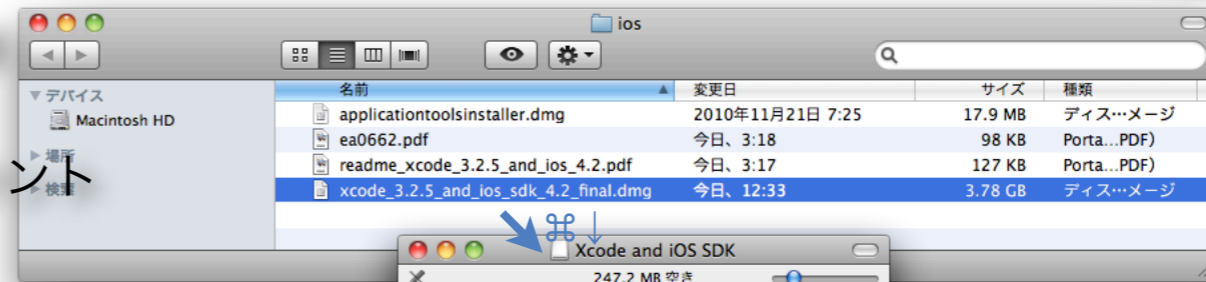 ios
名前 変更日 サイズ 種類
▼デバイス
Macintosh HD
▶場所
▶検索
ント
applicationtoolsinstaller.dmg 2010年11月21日 7:25 17.9 MB ディス…メージ
ea0662.pdf 今日、3:18 98 KB Porta...PDF)
readme_xcode_3.2.5_and_ios_4.2.pdf 今日、3:17 127 KB Porta...PDF)
xcode_3.2.5_and_ios_sdk_4.2_final.dmg 今日、12:33 3.78 GB ディス…メージ
⌘↓
Xcode and iOS SDK
247.2 MB 空き